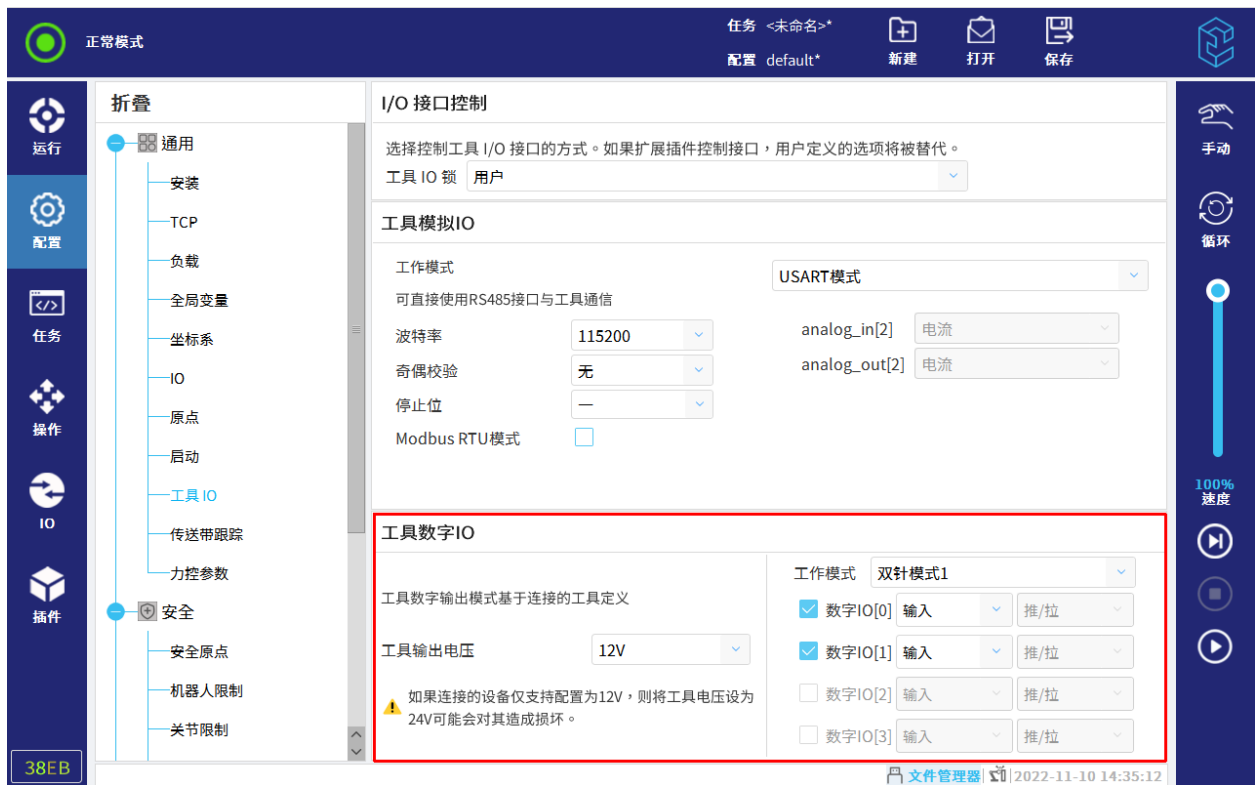 正常模式
任务 <未命名>*
配置 default*
新建
打开
保存
运行
配置
任务
操作
IO
插件
38EB
折叠
通用
安装
TCP
负载
全局变量
坐标系
IO
原点
启动
工具 IO
传送带跟踪
力控参数
安全
安全原点
机器人限制
关节限制
I/O 接口控制
选择控制工具 I/O 接口的方式。如果扩展插件控制接口，用户定义的选项将被替代。
工具 IO 锁 用户
工具模拟IO
工作模式 USART模式
可直接使用RS485接口与工具通信
波特率 115200
奇偶校验 无
停止位 一
Modbus RTU模式
analog_in[2] 电流
analog_out[2] 电流
工具数字IO
工具数字输出模式基于连接的工具定义
工具输出电压 12V
如果连接的设备仅支持配置为12V，则将工具电压设为
24V可能会对其造成损坏。
工作模式 双针模式1
数字IO[0] 输入 推/拉
数字IO[1] 输入 推/拉
数字IO[2] 输入 推/拉
数字IO[3] 输入 推/拉
文件管理器 2022-11-10 14:35:12
手动
循环
100%
速度